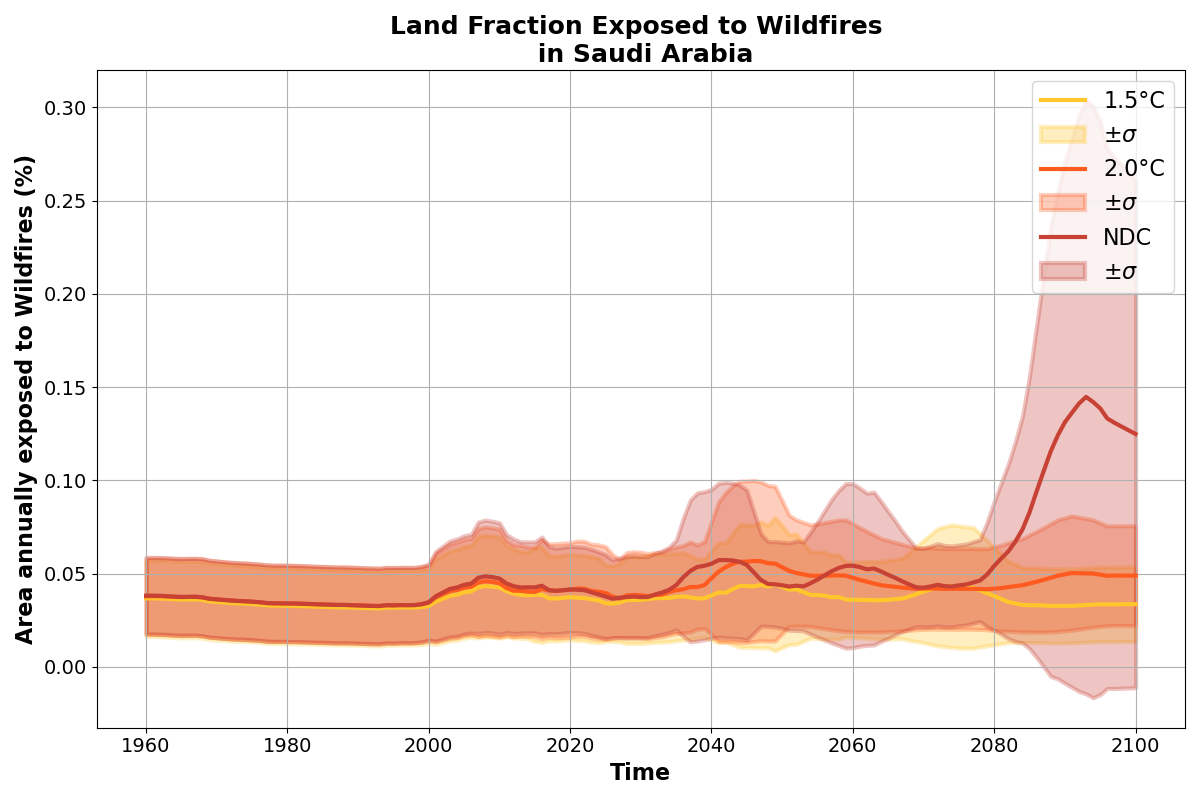 Land Fraction Exposed to Wildfires
in Saudi Arabia
Area annually exposed to Wildfires (%)
0.30
0.25
0.20
0.15
0.10
0.05
0.00
1.5°C
±σ
2.0°C
±σ
NDC
±σ
1960
1980
2000
2020
2040
2060
2080
2100
Time